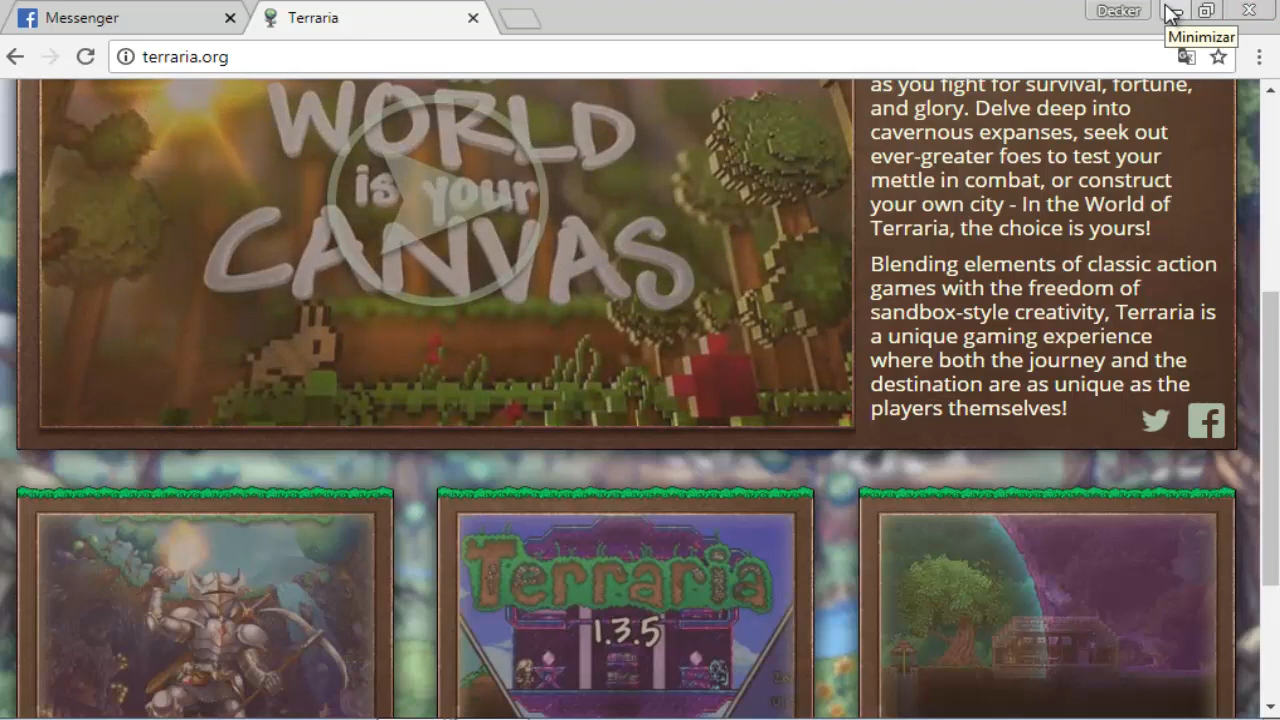 Messenger
Terraria
Decker
Minimizar
terraria.org
WORLD
is your
CANVAS
as you fight for survival, fortune,
and glory. Delve deep into
cavernous expanses, seek out
ever-greater foes to test your
mettle in combat, or construct
your own city - In the World of
Terraria, the choice is yours!
Blending elements of classic action
games with the freedom of
sandbox-style creativity, Terraria is
a unique gaming experience
where both the journey and the
destination are as unique as the
players themselves!
Terraria
1.3.5